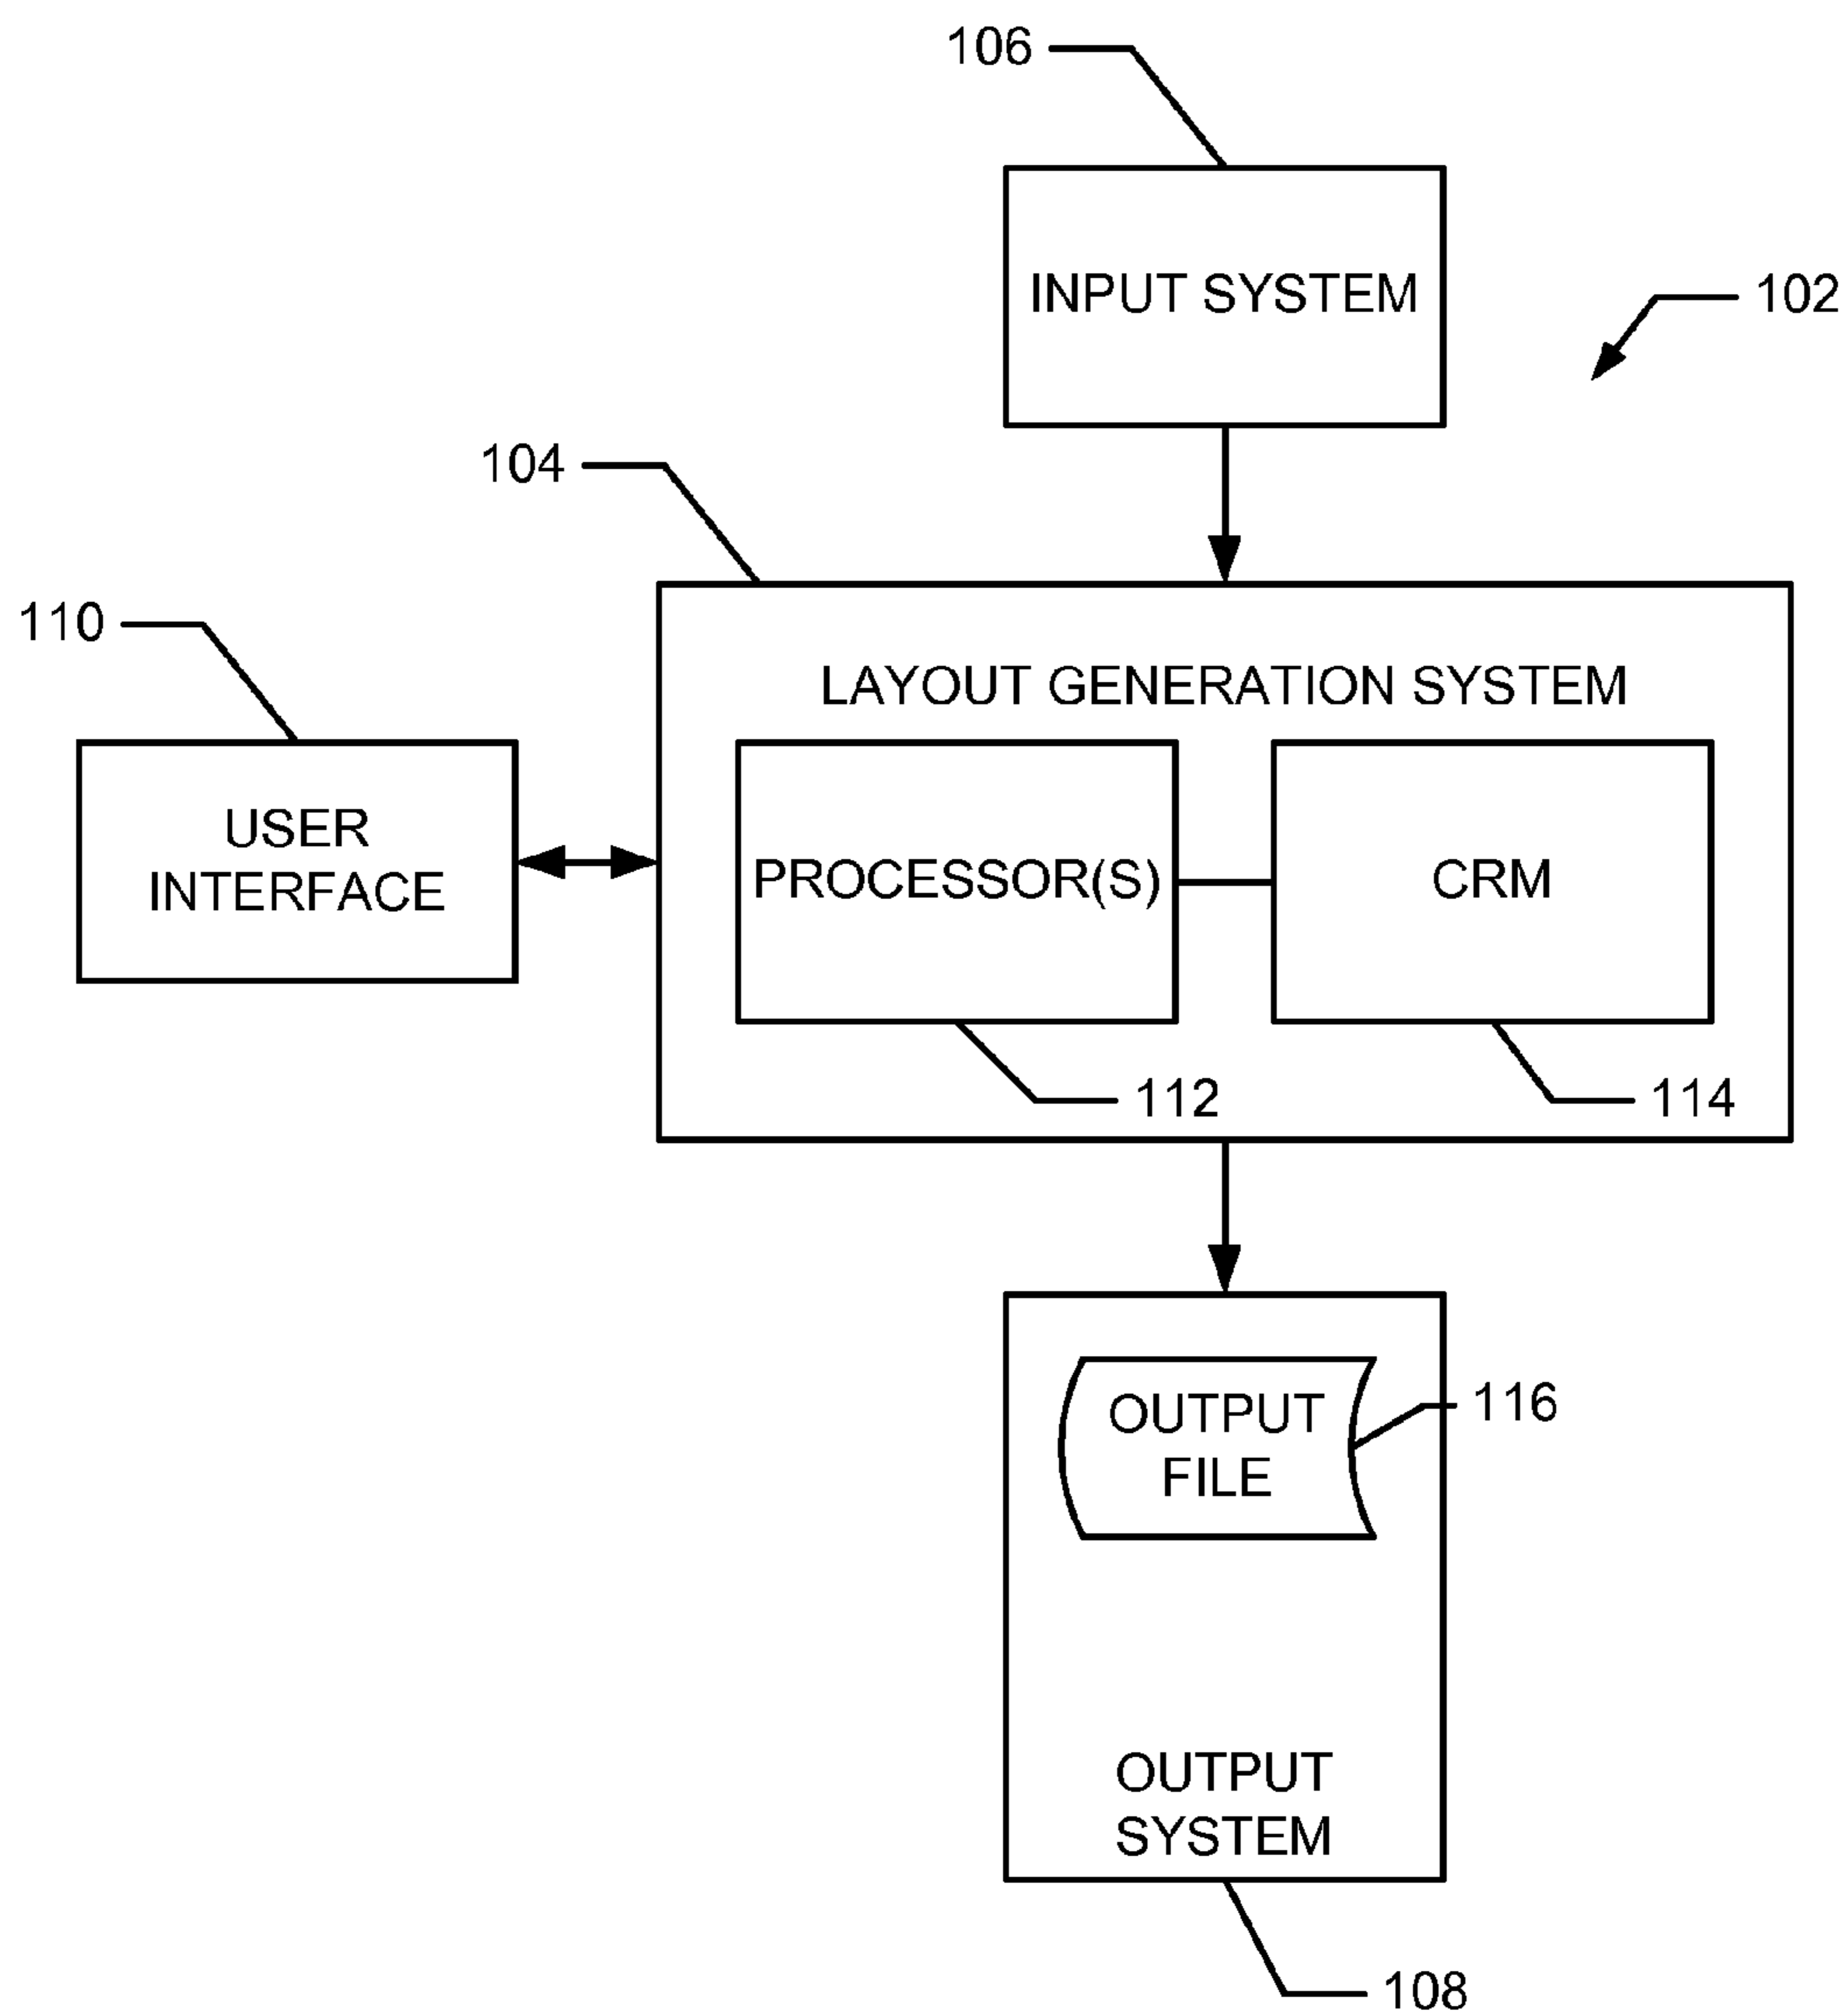 106
INPUT SYSTEM
102
104
110
LAYOUT GENERATION SYSTEM
USER
INTERFACE
PROCESSOR(S)
CRM
112
114
OUTPUT
FILE
116
OUTPUT
SYSTEM
108